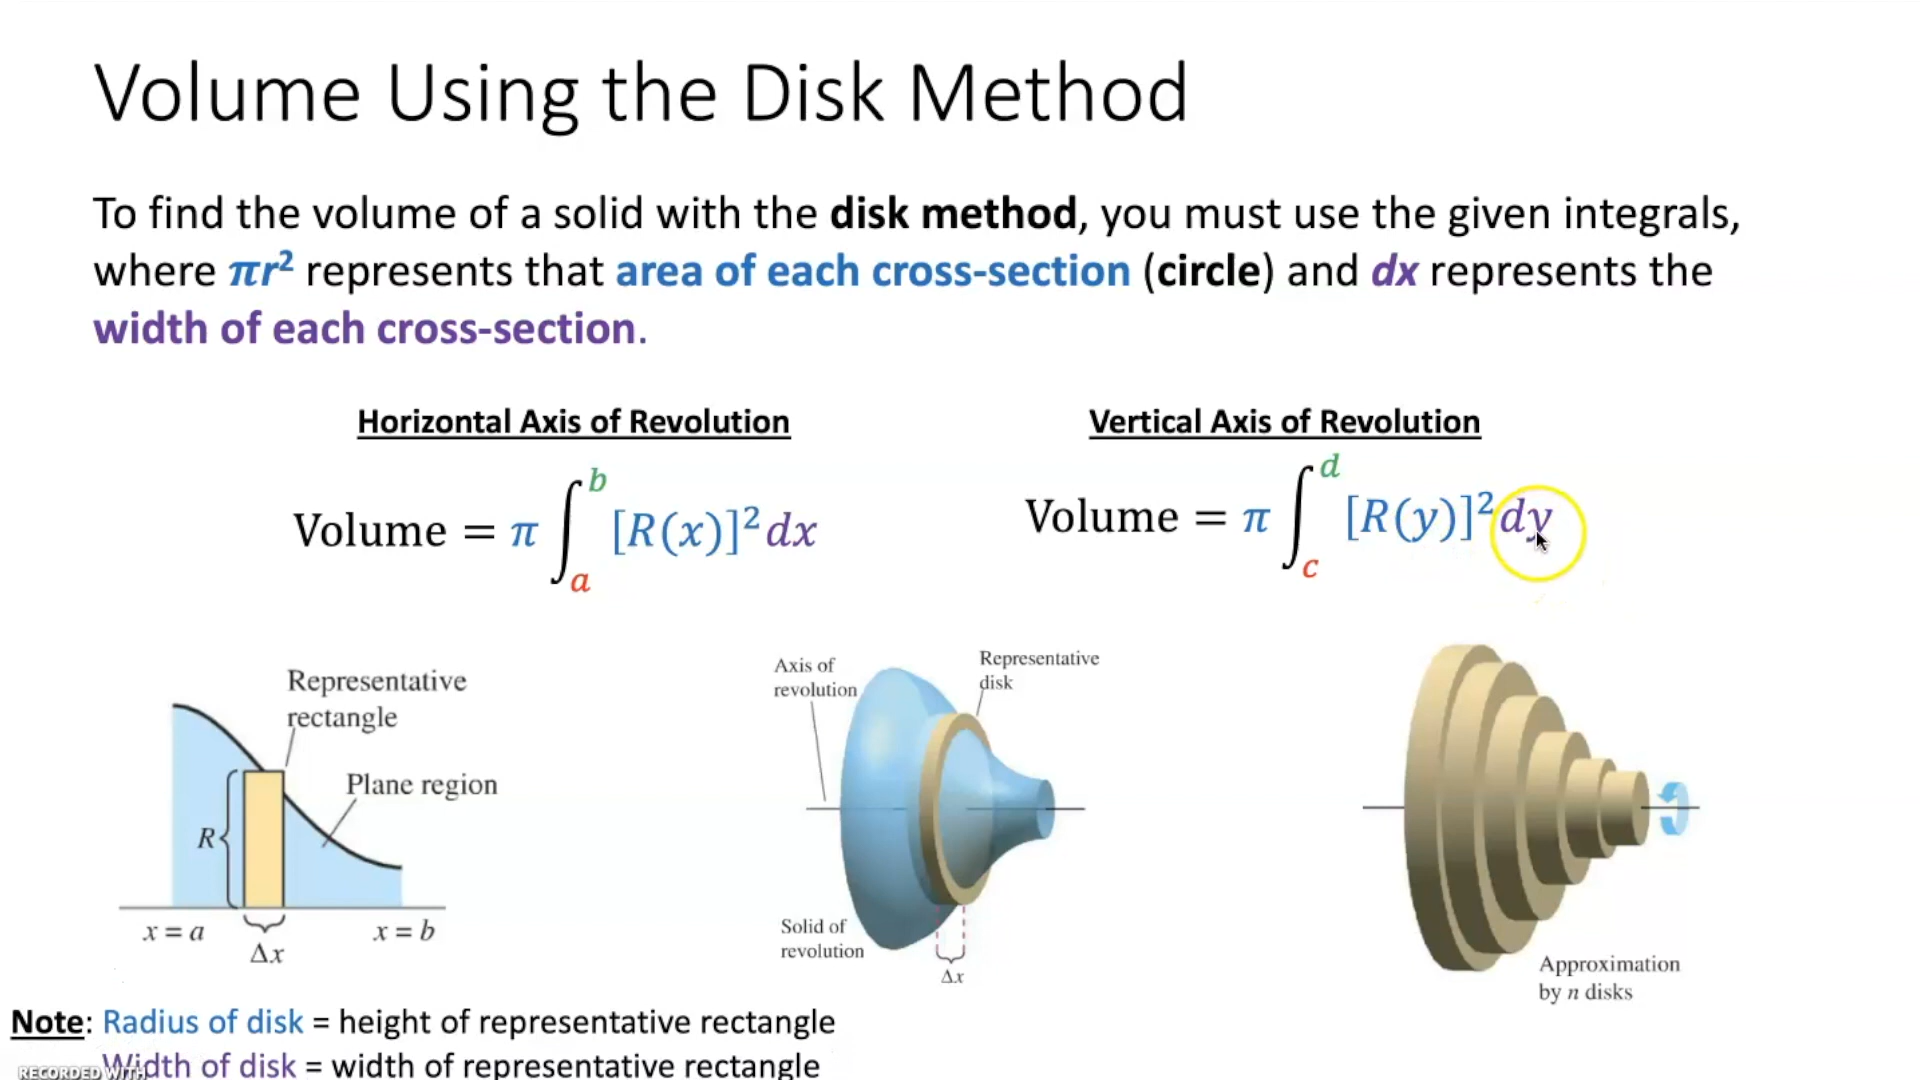 Volume Using the Disk Method
To find the volume of a solid with the disk method, you must use the given integrals,
where πr² represents that area of each cross-section (circle) and dx represents the
width of each cross-section.
Horizontal Axis of Revolution
Volume = π ∫ₐᵇ [R(x)]² dx
Vertical Axis of Revolution
Volume = π ∫_c^d [R(y)]² dy
Representative
rectangle
Plane region
R
x = a
Δx
x = b
Axis of
revolution
Representative
disk
Solid of
revolution
Δx
Approximation
by n disks
Note: Radius of disk = height of representative rectangle
Width of disk = width of representative rectangle
RECORDED WITH